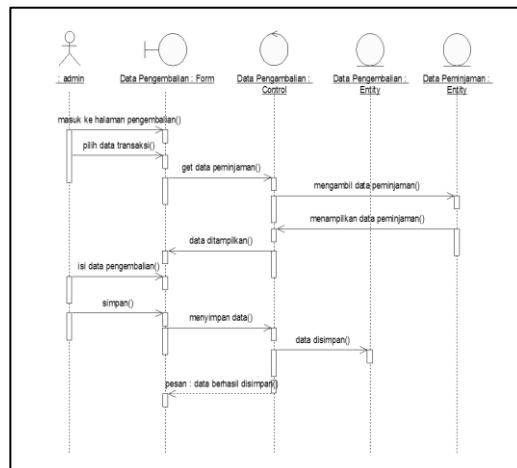 : admin
Data Pengembalian : Form
Data Pengambalian :
Control
Data Pengembalian :
Entity
Data Peminjaman :
Entity
masuk ke halaman pengembalian()
pilih data transaksi()
get data peminjaman()
mengambil data peminjaman()
menampilkan data peminjaman()
data ditampilkan()
isi data pengembalian()
simpan()
menyimpan data()
data disimpan()
pesan : data berhasil disimpan()